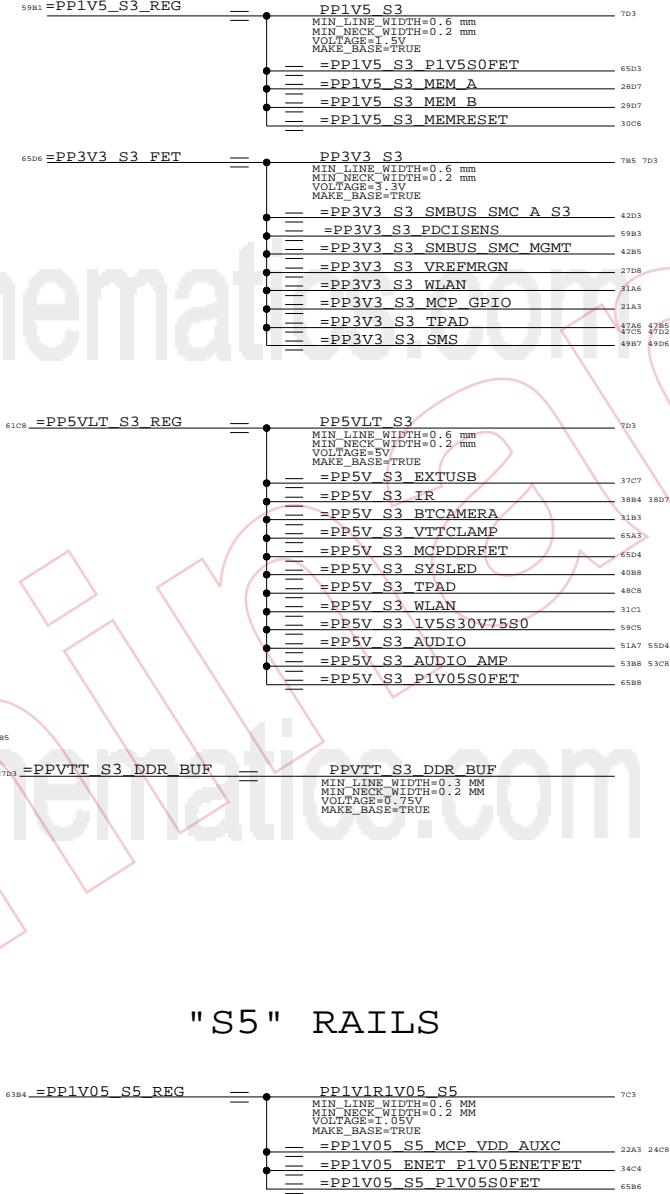 59B1 =PP1V5_S3_REG PP1V5_S3 7D3
MIN_LINE_WIDTH=0.6 mm
MIN_NECK_WIDTH=0.2 mm
VOLTAGE=1.5V
MAKE_BASE=TRUE
=PP1V5_S3_P1V5S0FET 65D3
=PP1V5_S3_MEM_A 28D7
=PP1V5_S3_MEM_B 29D7
=PP1V5_S3_MEMRESET 30C6
65D6 =PP3V3_S3_FET PP3V3_S3 7B5 7D3
MIN_LINE_WIDTH=0.6 mm
MIN_NECK_WIDTH=0.2 mm
VOLTAGE=3.3V
MAKE_BASE=TRUE
=PP3V3_S3_SMBUS_SMC_A_S3 42D3
=PP3V3_S3_PDCISENS 59B3
=PP3V3_S3_SMBUS_SMC_MGMT 42B5
=PP3V3_S3_VREFMRGN 27D8
=PP3V3_S3_WLAN 31A6
=PP3V3_S3_MCP_GPIO 21A3
=PP3V3_S3_TPAD 47A6 47B5
47C5 47D2
=PP3V3_S3_SMS 49B7 49D6
hematics.com
61C8 =PP5VLT_S3_REG PP5VLT_S3 7D3
MIN_LINE_WIDTH=0.6 mm
MIN_NECK_WIDTH=0.2 mm
VOLTAGE=5V
MAKE_BASE=TRUE
=PP5V_S3_EXTUSB 37C7
=PP5V_S3_IR 38B4 38D7
=PP5V_S3_BTCAMERA 31B3
=PP5V_S3_VTTCLAMP 65A3
=PP5V_S3_MCPDDRFET 65D4
=PP5V_S3_SYSLED 40B8
=PP5V_S3_TPAD 48C8
=PP5V_S3_WLAN 31C1
=PP5V_S3_1V5S30V75S0 59C5
=PP5V_S3_AUDIO 51A7 55D4
=PP5V_S3_AUDIO_AMP 53B8 53C8
=PP5V_S3_P1V05S0FET 65B8
B5
7D3 =PPVTT_S3_DDR_BUF PPVTT_S3_DDR_BUF
MIN_LINE_WIDTH=0.3 MM
MIN_NECK_WIDTH=0.2 MM
VOLTAGE=0.75V
MAKE_BASE=TRUE
hematics.com
"S5" RAILS
63B4 =PP1V05_S5_REG PP1V1R1V05_S5 7C3
MIN_LINE_WIDTH=0.6 MM
MIN_NECK_WIDTH=0.2 MM
VOLTAGE=1.05V
MAKE_BASE=TRUE
=PP1V05_S5_MCP_VDD_AUXC 22A3 24C8
=PP1V05_ENET_P1V05ENETFET 34C4
=PP1V05_S5_P1V05S0FET 65B6